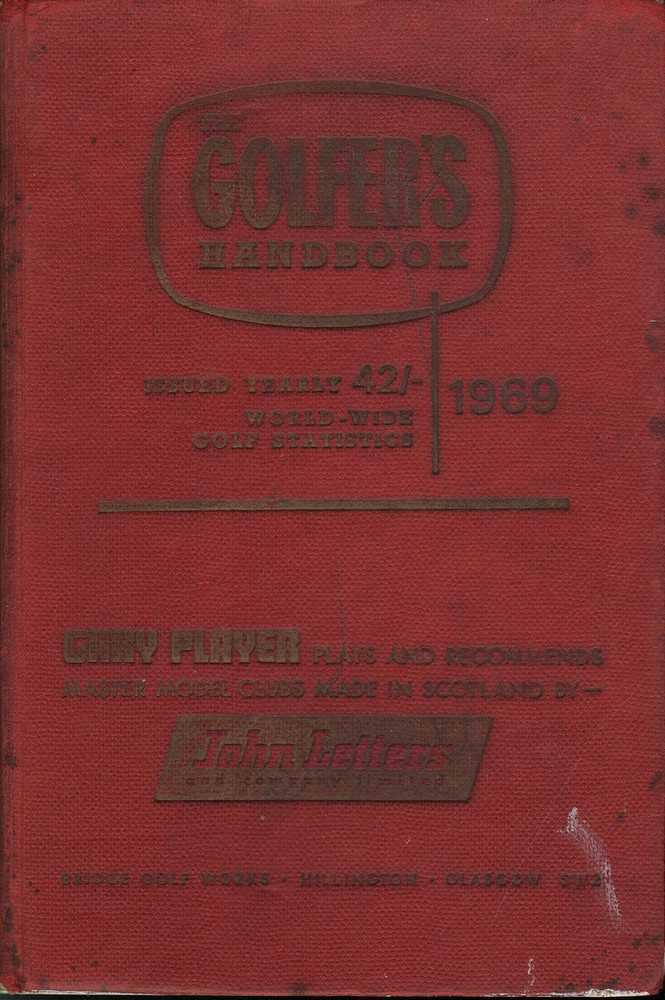 THE
GOLFER'S
HANDBOOK
ISSUED YEARLY 42/-
WORLD-WIDE
GOLF STATISTICS
1969
GARY PLAYER PLAYS AND RECOMMENDS
MASTER MODEL CLUBS MADE IN SCOTLAND BY—
John Letters
and company limited
BRIDGE GOLF WORKS · HILLINGTON · GLASGOW